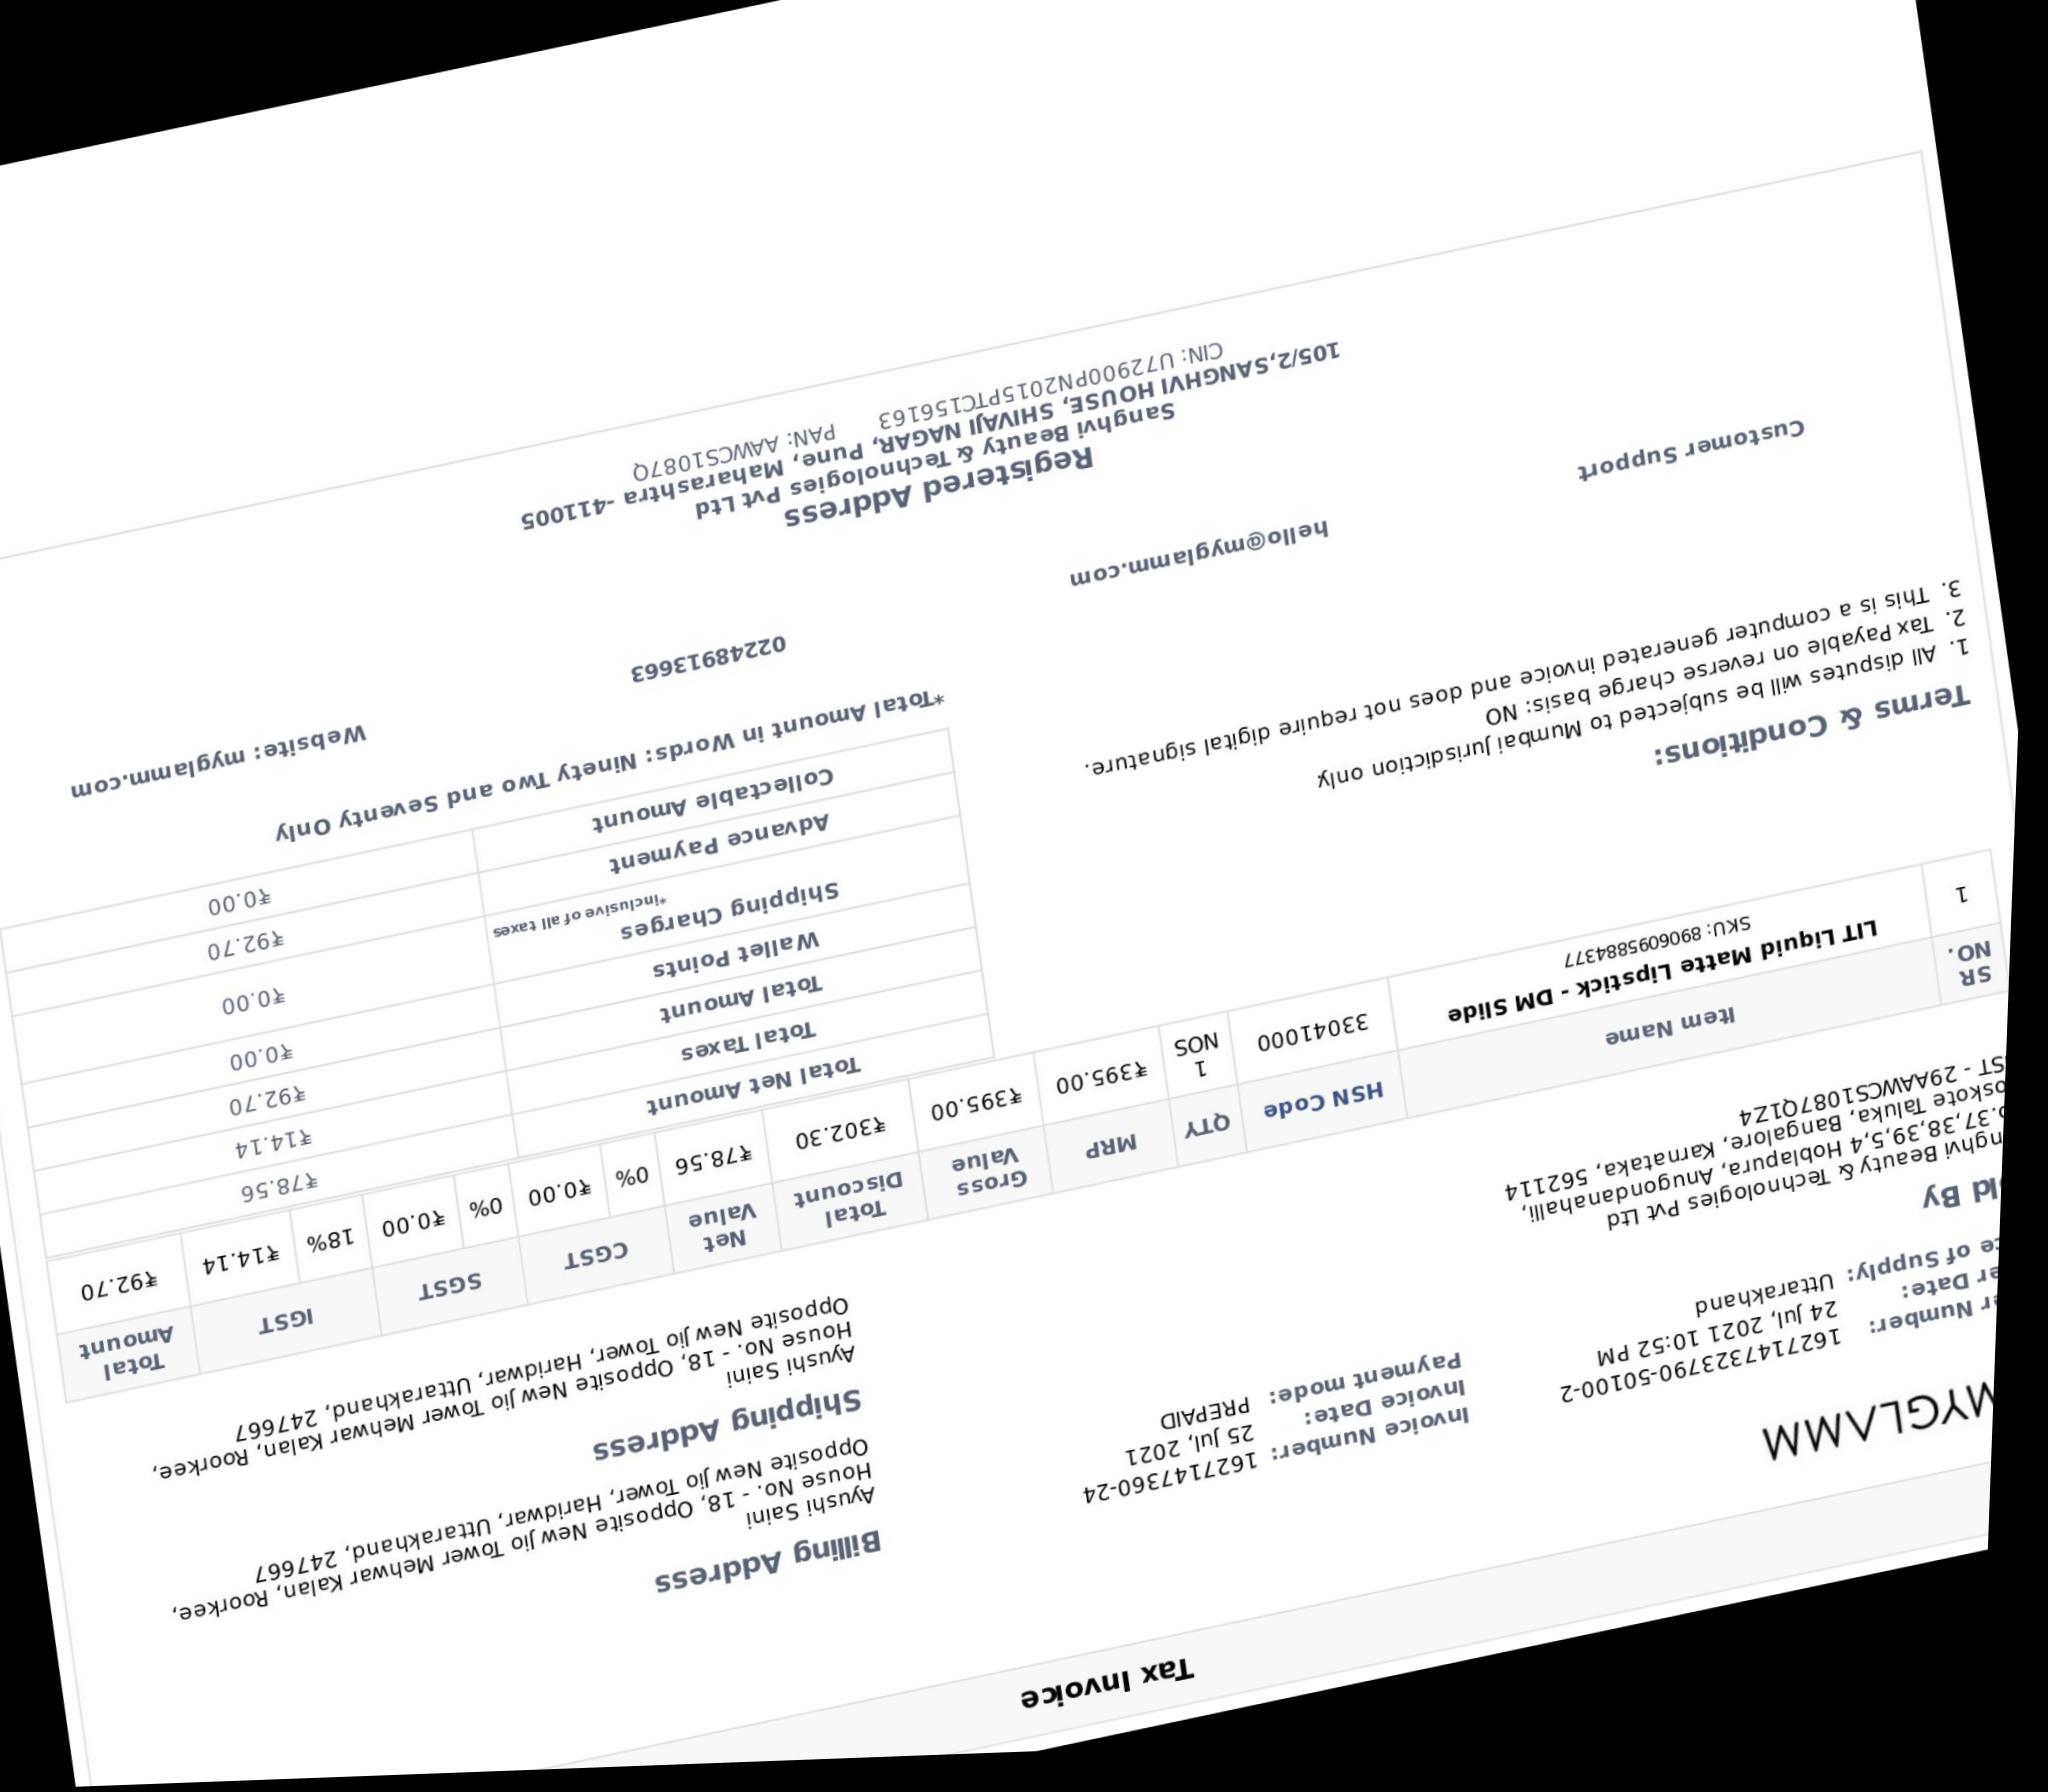 Tax Invoice
MYGLAMM
Number: 1627147323790-50100-2
Date: 24 Jul, 2021 10:52 PM
of Supply: Uttarakhand
Invoice Number: 1627147360-24
Invoice Date: 25 Jul, 2021
Payment mode: PREPAID
Billing Address
Ayushi Saini
House No. - 18, Opposite New Jio Tower Mehwar Kalan, Roorkee,
Opposite New Jio Tower, Haridwar, Uttarakhand, 247667
Shipping Address
Ayushi Saini
House No. - 18, Opposite New Jio Tower Mehwar Kalan, Roorkee,
Opposite New Jio Tower, Haridwar, Uttarakhand, 247667
By
Beauty & Technologies Pvt Ltd
37,38,39,5,4 Hoblapura, Anugondanahalli,
Taluka, Bangalore, Karnataka, 562114
- 29AAWCS1087Q1Z4
SR NO. Item Name HSN Code QTY MRP Gross Value Total Discount Net Value CGST SGST IGST Total Amount
1 LIT Liquid Matte Lipstick - DM Slide 33041000 1 NOS ₹395.00 ₹395.00 ₹302.30 ₹78.56 0% ₹0.00 0% ₹0.00 18% ₹14.14 ₹92.70
SKU: 8906095884377
Total Net Amount ₹78.56
Total Taxes ₹14.14
Total Amount ₹92.70
Wallet Points ₹0.00
Shipping Charges *inclusive of all taxes ₹0.00
Advance Payment ₹92.70
Collectable Amount ₹0.00
*Total Amount in Words: Ninety Two and Seventy Only
Terms & Conditions:
1. All disputes will be subjected to Mumbai jurisdiction only
2. Tax Payable on reverse charge basis: NO
3. This is a computer generated invoice and does not require digital signature.
Customer Support hello@myglamm.com 02248913663 Website: myglamm.com
Registered Address
Sanghvi Beauty & Technologies Pvt Ltd
105/2,SANGHVI HOUSE, SHIVAJI NAGAR, Pune, Maharashtra -411005
CIN: U72900PN2015PTC156163 PAN: AAWCS1087Q